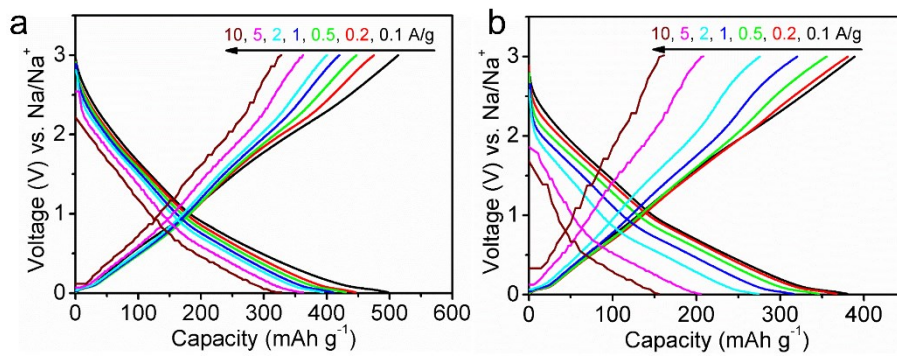 a
10, 5, 2, 1, 0.5, 0.2, 0.1 A/g
3
2
1
0
Voltage (V) vs. Na/Na⁺
0 100 200 300 400 500 600
Capacity (mAh g⁻¹)
b
10, 5, 2, 1, 0.5, 0.2, 0.1 A/g
3
2
1
0
Voltage (V) vs. Na/Na⁺
0 100 200 300 400
Capacity (mAh g⁻¹)